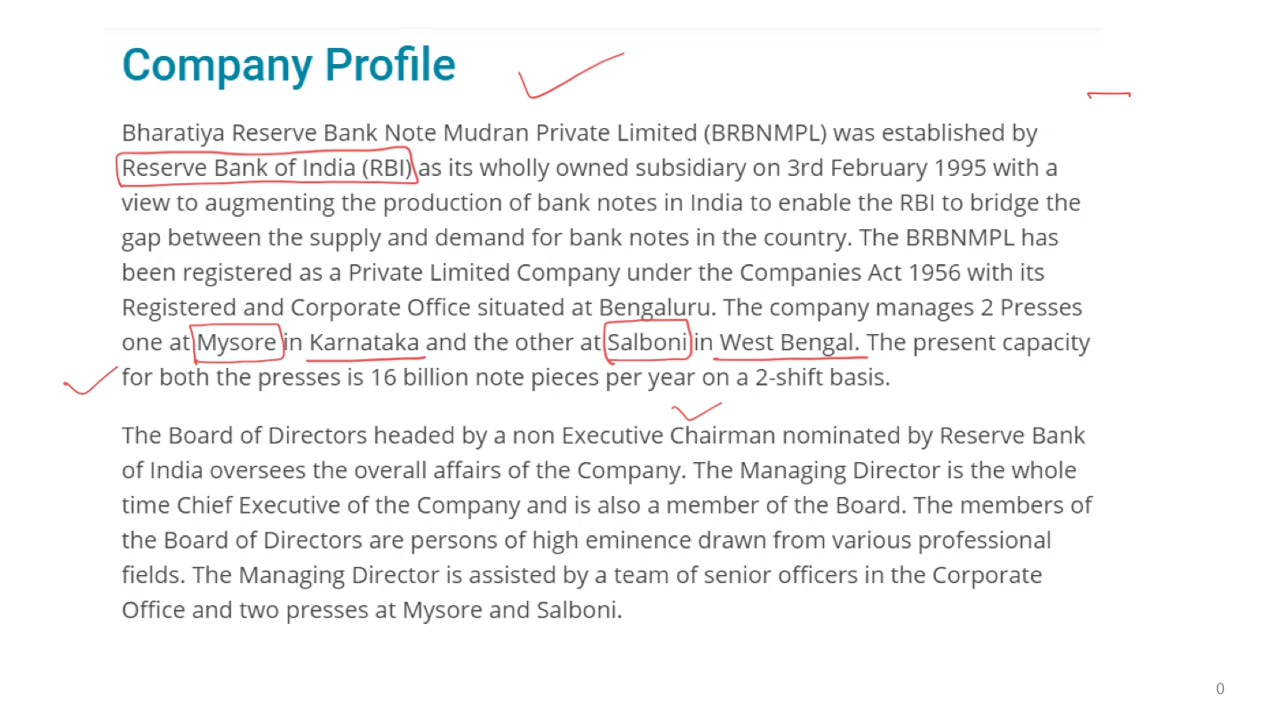 Company Profile
Bharatiya Reserve Bank Note Mudran Private Limited (BRBNMPL) was established by
Reserve Bank of India (RBI) as its wholly owned subsidiary on 3rd February 1995 with a
view to augmenting the production of bank notes in India to enable the RBI to bridge the
gap between the supply and demand for bank notes in the country. The BRBNMPL has
been registered as a Private Limited Company under the Companies Act 1956 with its
Registered and Corporate Office situated at Bengaluru. The company manages 2 Presses
one at Mysore in Karnataka and the other at Salboni in West Bengal. The present capacity
for both the presses is 16 billion note pieces per year on a 2-shift basis.
The Board of Directors headed by a non Executive Chairman nominated by Reserve Bank
of India oversees the overall affairs of the Company. The Managing Director is the whole
time Chief Executive of the Company and is also a member of the Board. The members of
the Board of Directors are persons of high eminence drawn from various professional
fields. The Managing Director is assisted by a team of senior officers in the Corporate
Office and two presses at Mysore and Salboni.
0